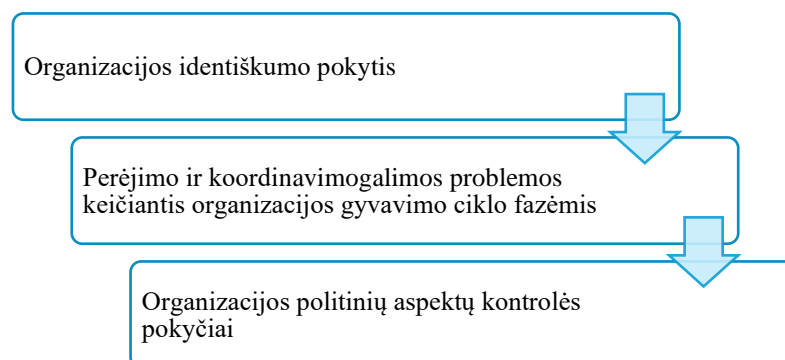 Organizacijos identiškumo pokytis
Perėjimo ir koordinavimogalimos problemos
keičiantis organizacijos gyvavimo ciklo fazėmis
Organizacijos politinių aspektų kontrolės
pokyčiai